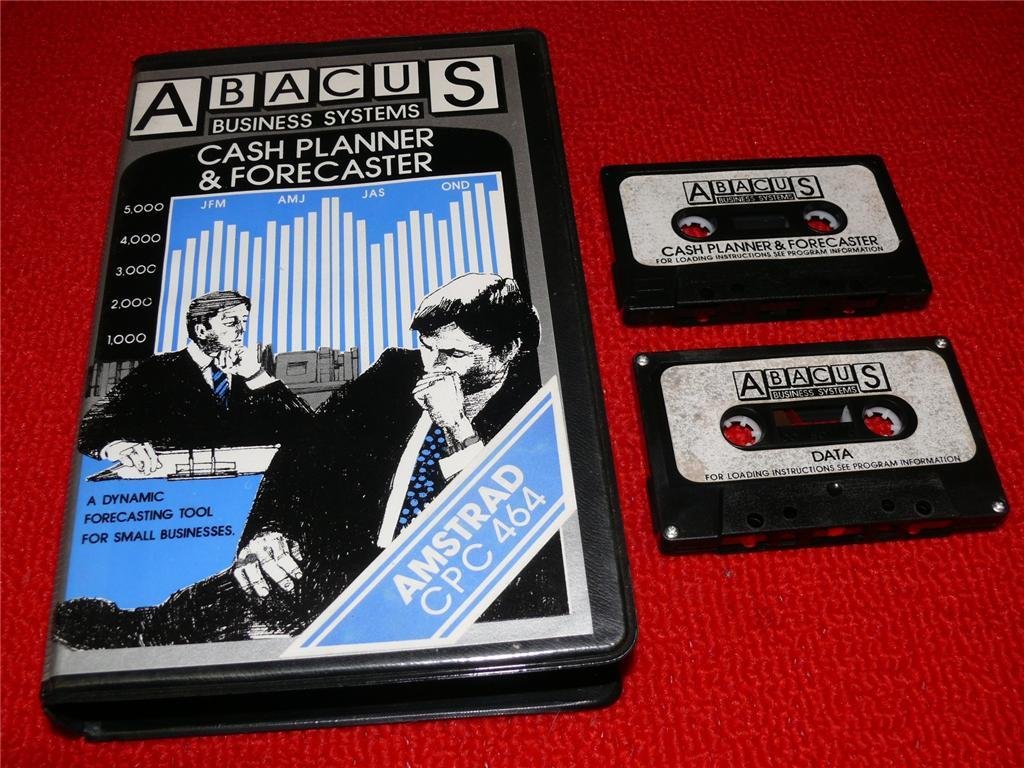 ABACUS
BUSINESS SYSTEMS
CASH PLANNER
& FORECASTER
JFM AMJ JAS OND
5,000
4,000
3,000
2,000
1,000
A DYNAMIC
FORECASTING TOOL
FOR SMALL BUSINESSES.
AMSTRAD
CPC 464
ABACUS
BUSINESS SYSTEMS
CASH PLANNER & FORECASTER
FOR LOADING INSTRUCTIONS SEE PROGRAM INFORMATION
ABACUS
BUSINESS SYSTEMS
DATA
FOR LOADING INSTRUCTIONS SEE PROGRAM INFORMATION